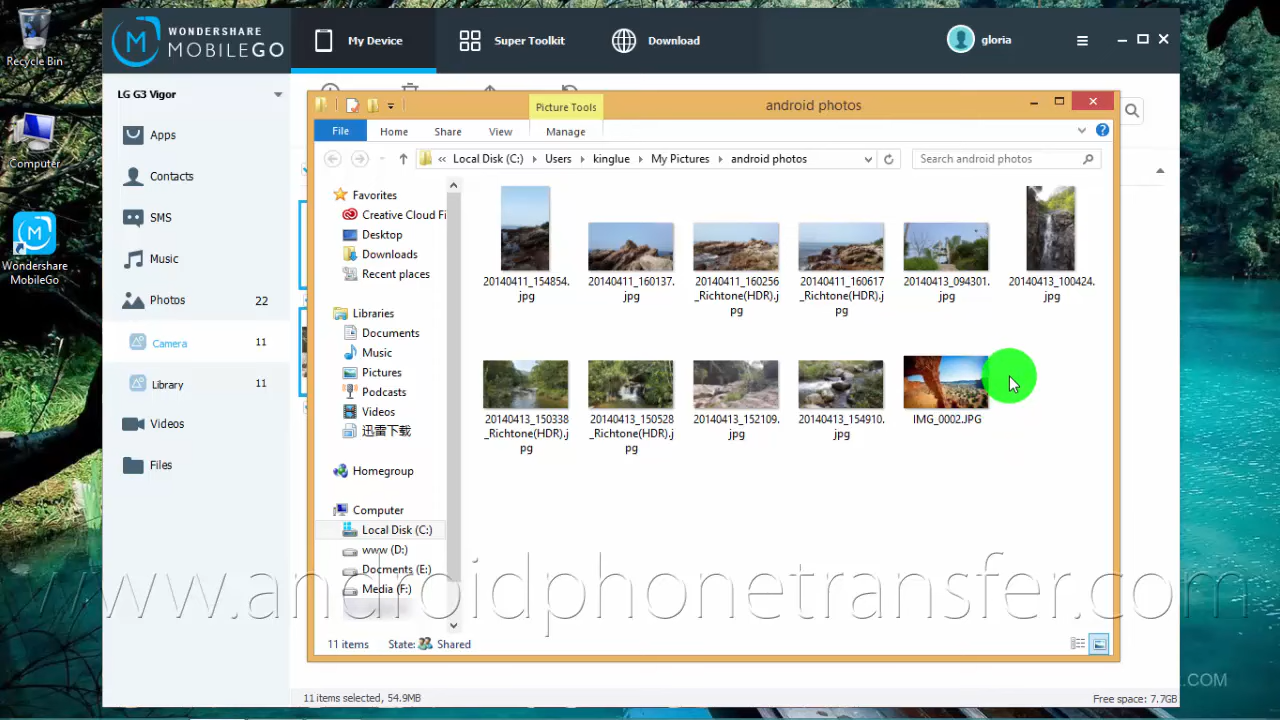 Recycle Bin
Computer
Wondershare
MobileGo
WONDERSHARE
MOBILEGO
My Device
Super Toolkit
Download
gloria
LG G3 Vigor
Apps
Contacts
SMS
Music
Photos 22
Camera 11
Library 11
Videos
Files
Picture Tools
android photos
File
Home
Share
View
Manage
« Local Disk (C:) Users kinglue My Pictures android photos
Search android photos
Favorites
Creative Cloud Fi
Desktop
Downloads
Recent places
Libraries
Documents
Music
Pictures
Podcasts
Videos
迅雷下载
Homegroup
Computer
Local Disk (C:)
www (D:)
Docments (E:)
Media (F:)
20140411_154854.
jpg
20140411_160137.
jpg
20140411_160256
_Richtone(HDR).j
pg
20140411_160617
_Richtone(HDR).j
pg
20140413_094301.
jpg
20140413_100424.
jpg
20140413_150338
_Richtone(HDR).j
pg
20140413_150528
_Richtone(HDR).j
pg
20140413_152109.
jpg
20140413_154910.
jpg
IMG_0002.JPG
www.androidphonetransfer.com
11 items State: Shared
.COM
11 items selected, 54.9MB
Free space: 7.7GB